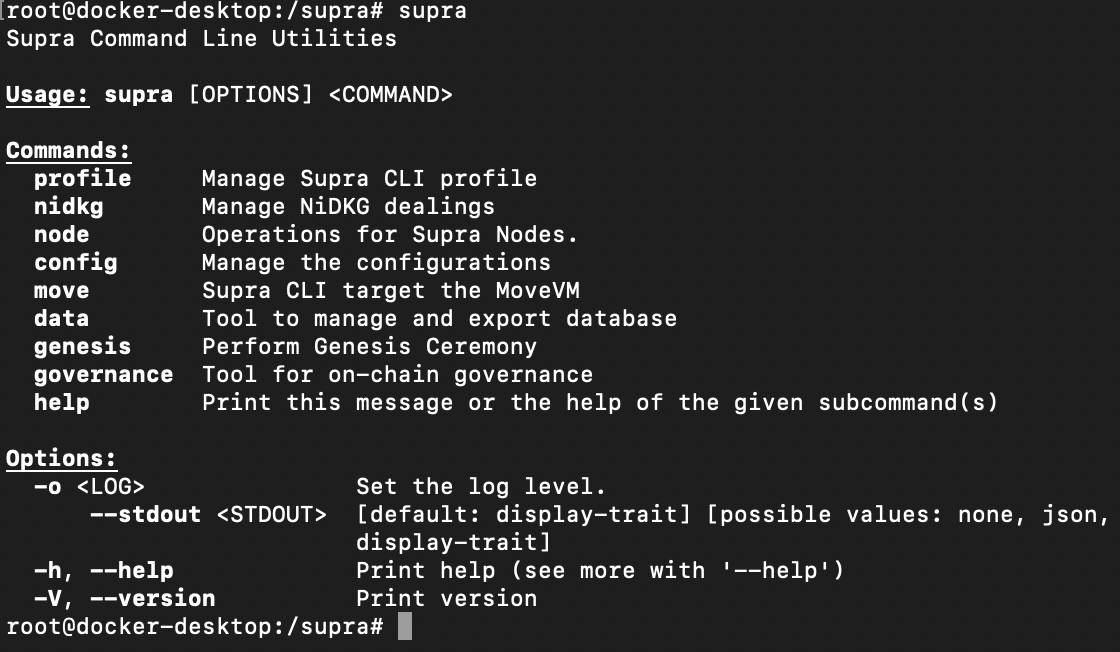 [root@docker-desktop:/supra# supra
Supra Command Line Utilities
Usage: supra [OPTIONS] <COMMAND>
Commands:
profile Manage Supra CLI profile
nidkg Manage NiDKG dealings
node Operations for Supra Nodes.
config Manage the configurations
move Supra CLI target the MoveVM
data Tool to manage and export database
genesis Perform Genesis Ceremony
governance Tool for on-chain governance
help Print this message or the help of the given subcommand(s)
Options:
-o <LOG> Set the log level.
--stdout <STDOUT> [default: display-trait] [possible values: none, json,
display-trait]
-h, --help Print help (see more with '--help')
-V, --version Print version
root@docker-desktop:/supra#